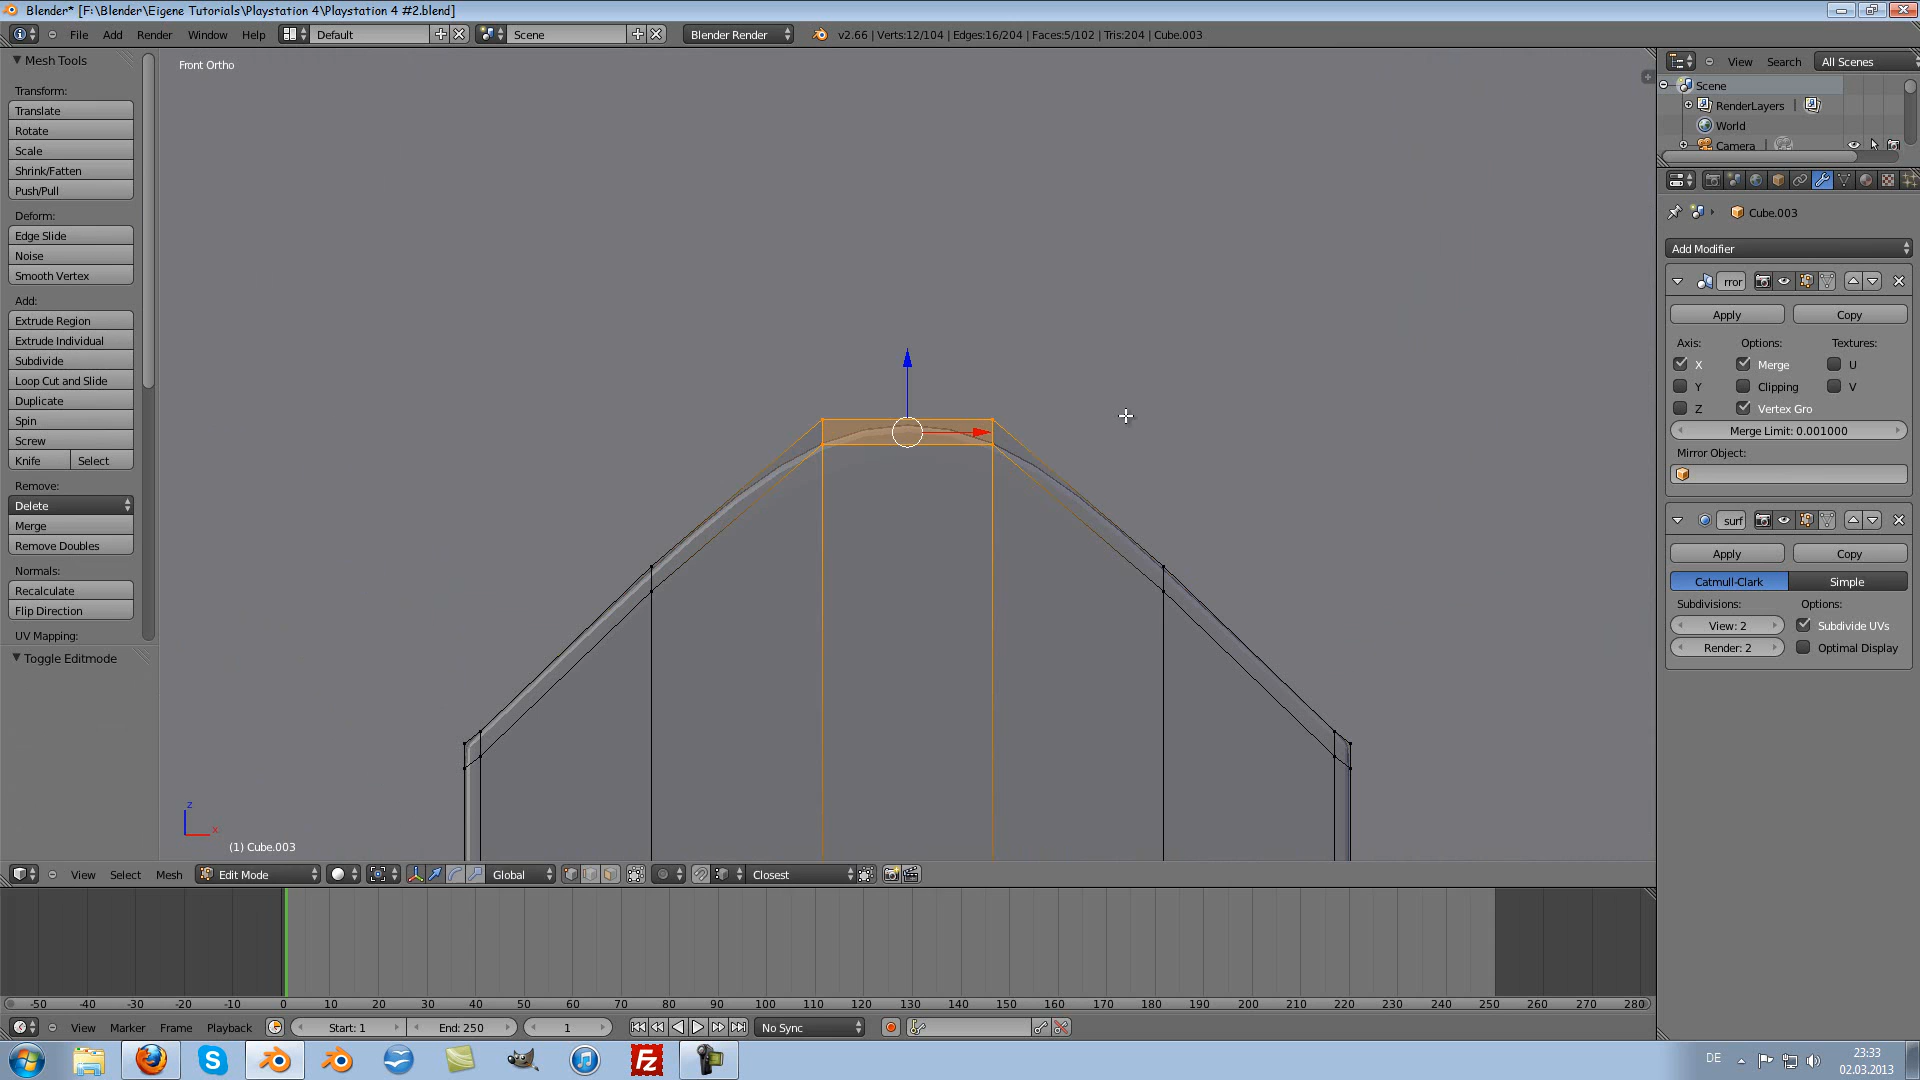 Blender* [F:\Blender\Eigene Tutorials\Playstation 4\Playstation 4 #2.blend]
File Add Render Window Help Default Scene Blender Render v2.66 | Verts:12/104 | Edges:16/204 | Faces:5/102 | Tris:204 | Cube.003
Mesh Tools
Front Ortho
Transform:
Translate
Rotate
Scale
Shrink/Fatten
Push/Pull
Deform:
Edge Slide
Noise
Smooth Vertex
Add:
Extrude Region
Extrude Individual
Subdivide
Loop Cut and Slide
Duplicate
Spin
Screw
Knife Select
Remove:
Delete
Merge
Remove Doubles
Normals:
Recalculate
Flip Direction
UV Mapping:
Toggle Editmode
z
x
(1) Cube.003
View Search All Scenes
Scene
RenderLayers |
World
Camera |
Cube.003
Add Modifier
rror
Apply Copy
Axis: Options: Textures:
X Merge U
Y Clipping V
Z Vertex Gro
Merge Limit: 0.001000
Mirror Object:
surf
Apply Copy
Catmull-Clark Simple
Subdivisions: Options:
View: 2 Subdivide UVs
Render: 2 Optimal Display
View Select Mesh Edit Mode Global Closest
-50 -40 -30 -20 -10 0 10 20 30 40 50 60 70 80 90 100 110 120 130 140 150 160 170 180 190 200 210 220 230 240 250 260 270 280
View Marker Frame Playback Start: 1 End: 250 1 No Sync
DE
23:33
02.03.2013